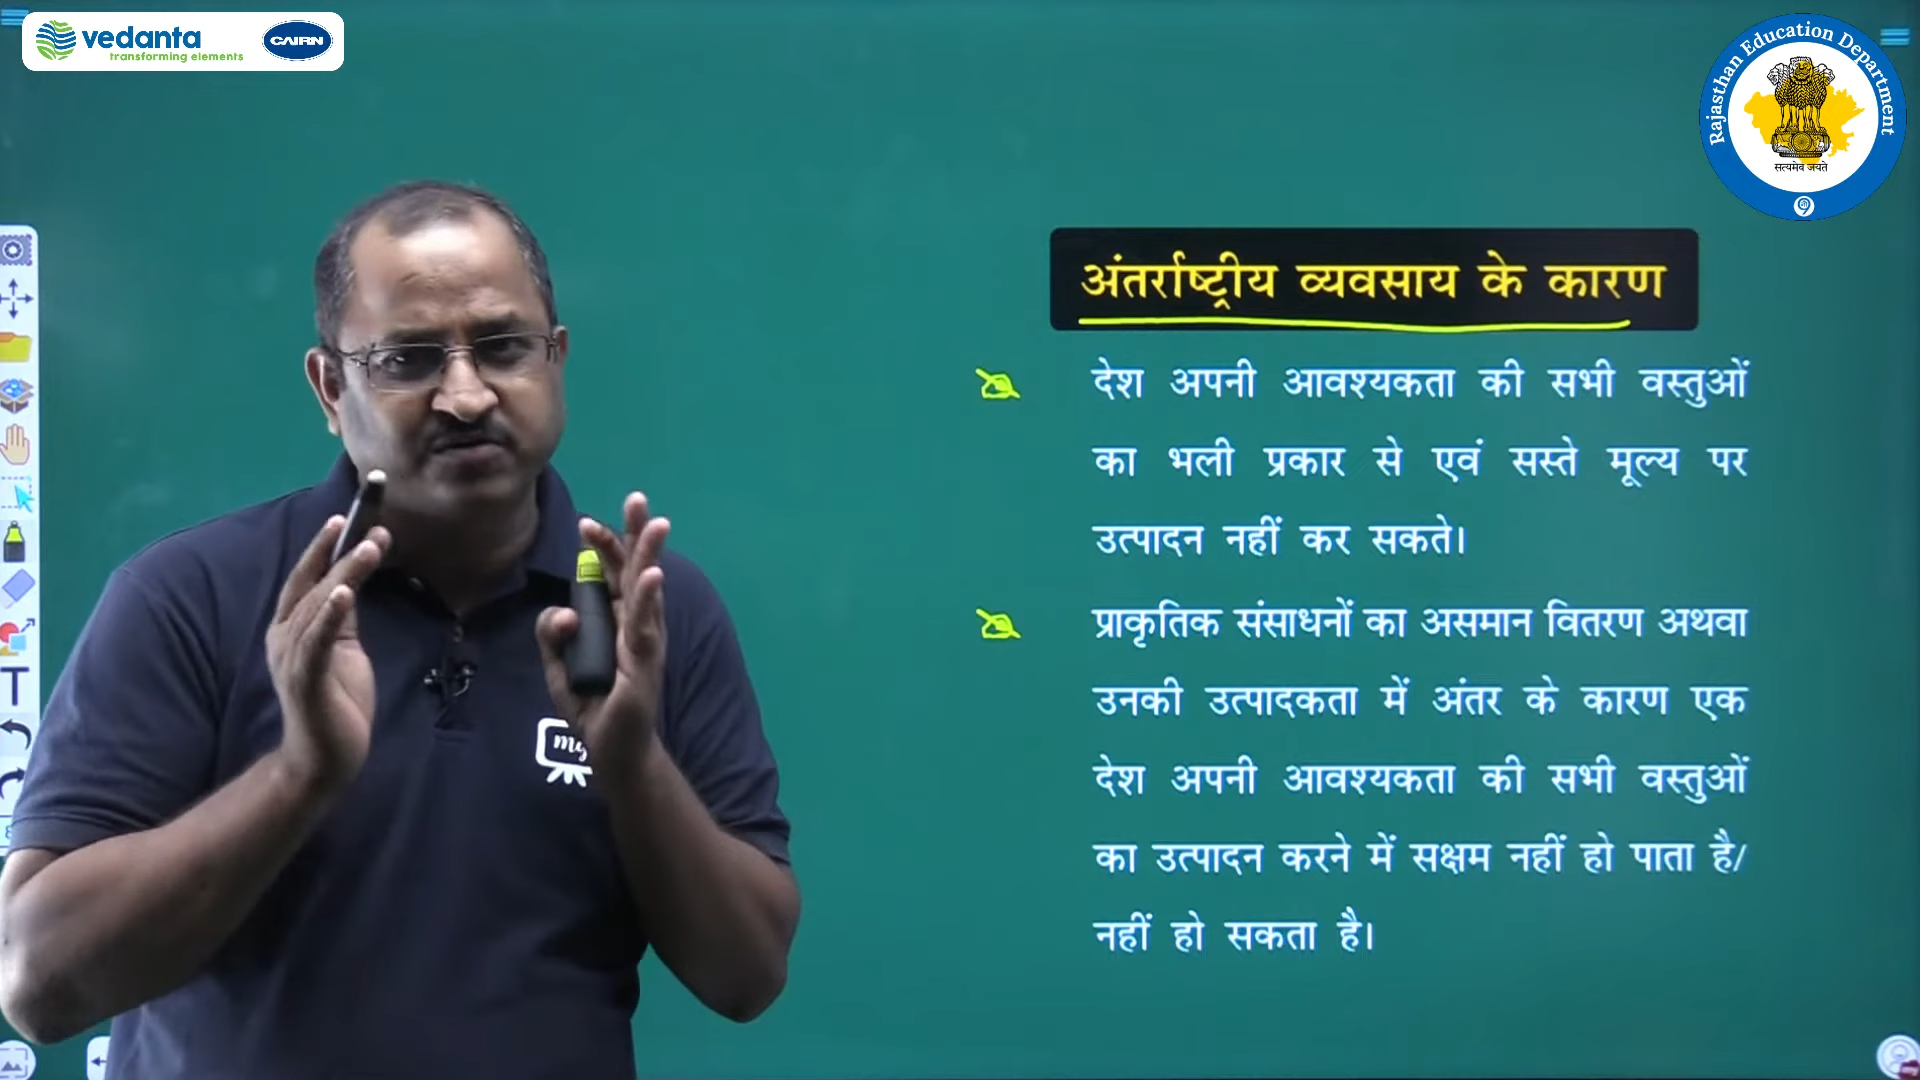 vedanta
transforming elements
CAIRN
Rajasthan Education Department
सत्यमेव जयते
अंतर्राष्ट्रीय व्यवसाय के कारण
देश अपनी आवश्यकता की सभी वस्तुओं
का भली प्रकार से एवं सस्ते मूल्य पर
उत्पादन नहीं कर सकते।
प्राकृतिक संसाधनों का असमान वितरण अथवा
उनकी उत्पादकता में अंतर के कारण एक
देश अपनी आवश्यकता की सभी वस्तुओं
का उत्पादन करने में सक्षम नहीं हो पाता है/
नहीं हो सकता है।
T
my